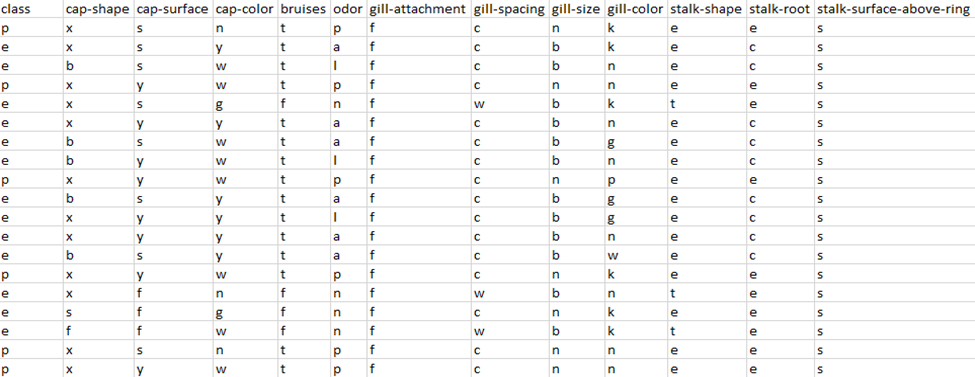 class cap-shape cap-surface cap-color bruises odor gill-attachment gill-spacing gill-size gill-color stalk-shape stalk-root stalk-surface-above-ring
p x s n t p f c n k e e s
e x s y t a f c b k e c s
e b s w t l f c b n e c s
p x y w t p f c n n e e s
e x s g f n f w b k t e s
e x y y t a f c b n e c s
e b s w t a f c b g e c s
e b y w t l f c b n e c s
p x y w t p f c n p e e s
e b s y t a f c b g e c s
e x y y t l f c b g e c s
e x y y t a f c b n e c s
e b s y t a f c b w e c s
p x y w t p f c n k e e s
e x f n f n f w b n t e s
e s f g f n f c n k e e s
e f f w f n f w b k t e s
p x s n t p f c n n e e s
p x y w t p f c n n e e s